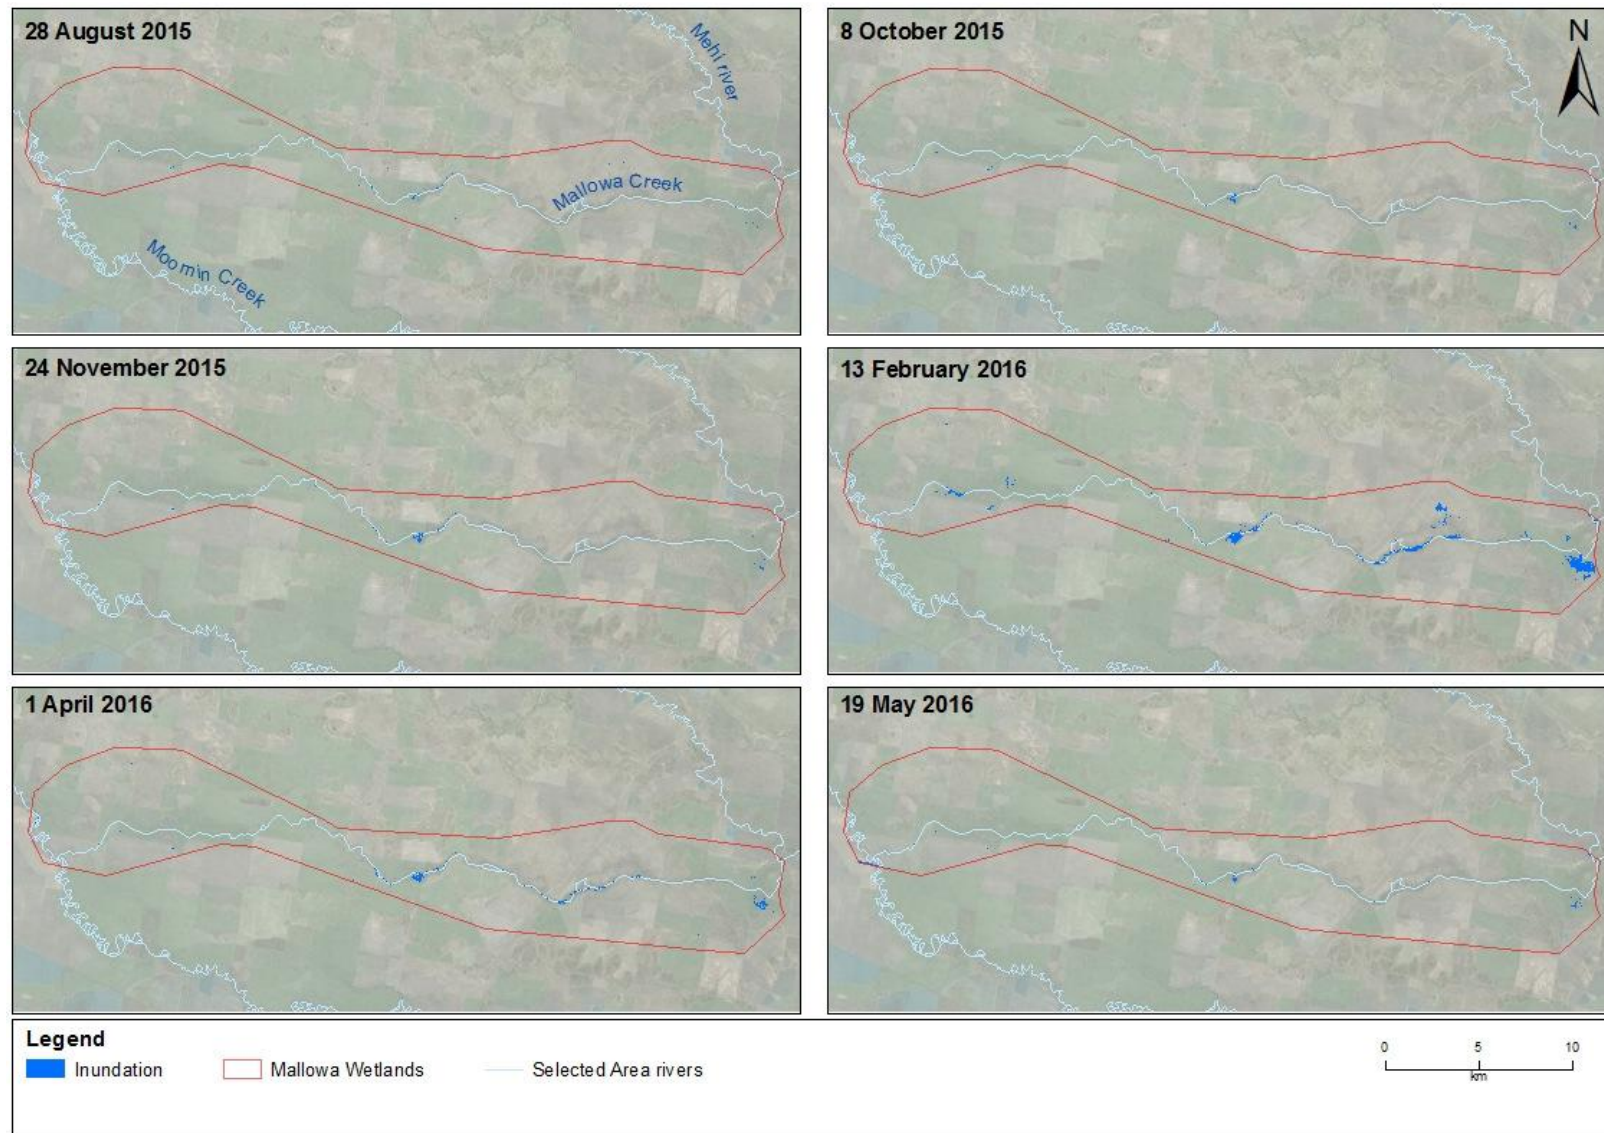 28 August 2015
Mehi river
Mallowa Creek
Moomin Creek
8 October 2015
N
24 November 2015
13 February 2016
1 April 2016
19 May 2016
Legend
Inundation
Mallowa Wetlands
Selected Area rivers
0 5 10
km